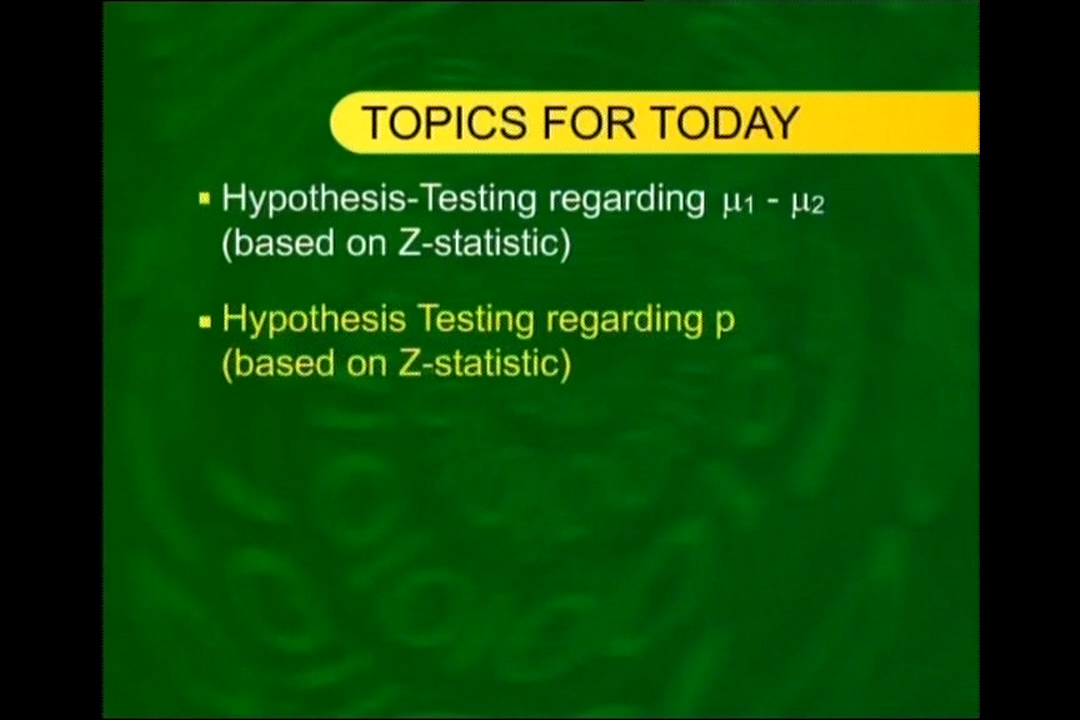 TOPICS FOR TODAY
▪ Hypothesis-Testing regarding μ₁ - μ₂
(based on Z-statistic)
▪ Hypothesis Testing regarding p
(based on Z-statistic)